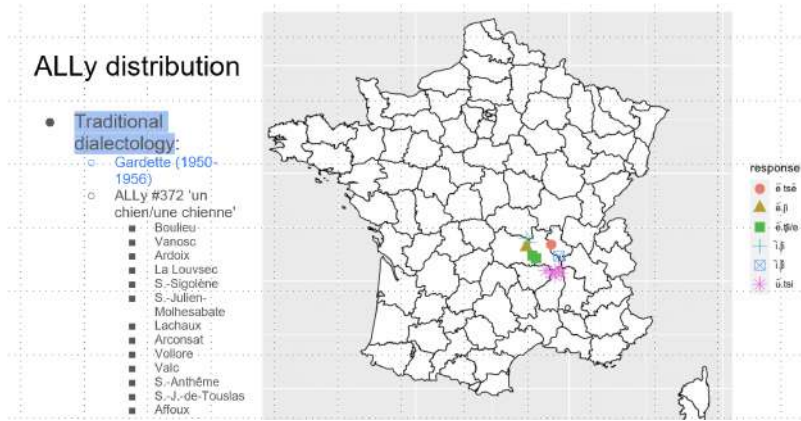 ALLy distribution
Traditional
dialectology:
Gardette (1950-
1956)
ALLy #372 'un
chien/une chienne'
Boulieu
Vanosc
Ardoix
La Louvsec
S.-Sigolène
S.-Julien-
Molhesabate
Lachaux
Arconsat
Vollore
Valc
S.-Anthême
S.-J.-de-Touslas
Affoux
response